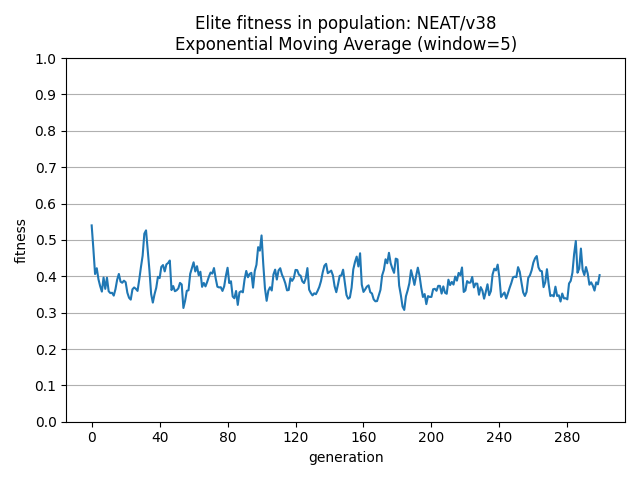 Elite fitness in population: NEAT/v38
Exponential Moving Average (window=5)
1.0
0.9
0.8
0.7
0.6
0.5
0.4
0.3
0.2
0.1
0.0
fitness
0 40 80 120 160 200 240 280
generation